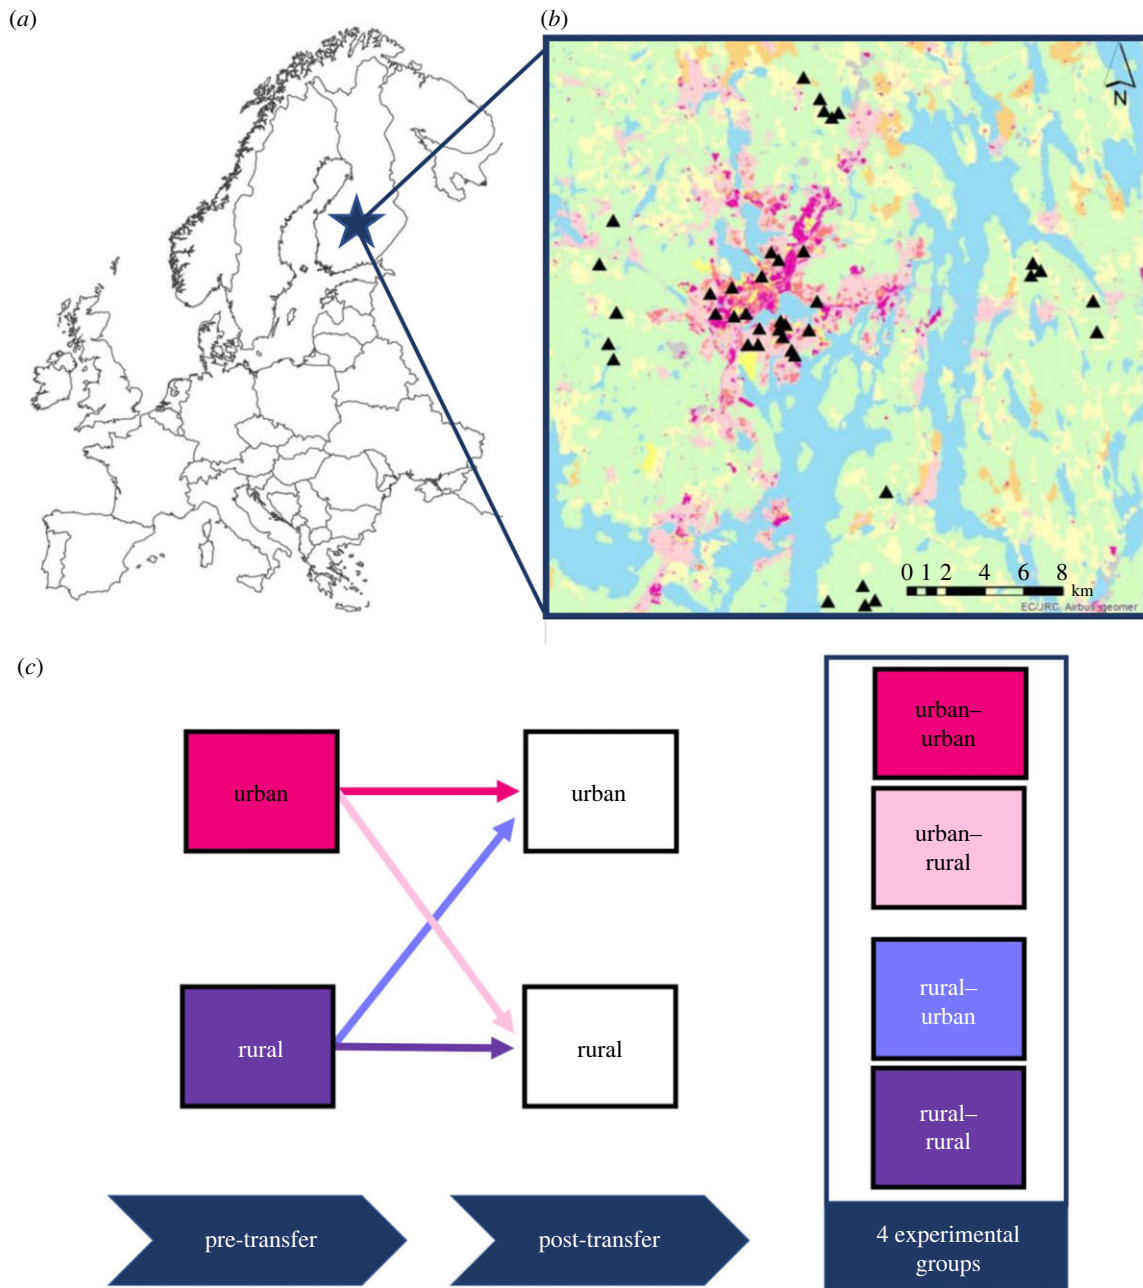 (a)
(b)
N
0 1 2 4 6 8
km
EC/JRC, Airbus, geomer
(c)
urban
urban
rural
rural
urban–
urban
urban–
rural
rural–
urban
rural–
rural
pre-transfer
post-transfer
4 experimental
groups